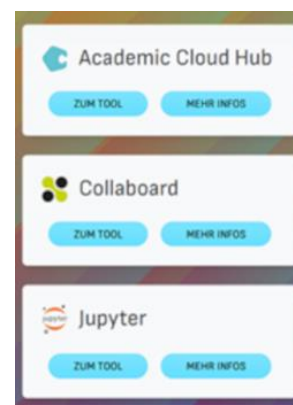 Academic Cloud Hub
ZUM TOOL MEHR INFOS
Collaboard
ZUM TOOL MEHR INFOS
Jupyter
ZUM TOOL MEHR INFOS